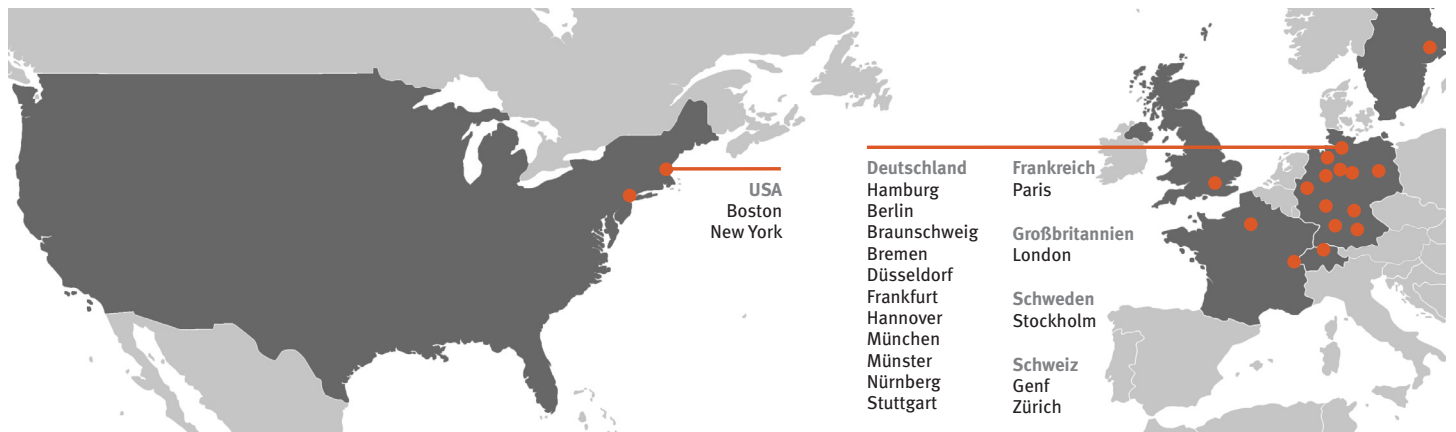 USA
Boston
New York
Deutschland
Hamburg
Berlin
Braunschweig
Bremen
Düsseldorf
Frankfurt
Hannover
München
Münster
Nürnberg
Stuttgart
Frankreich
Paris
Großbritannien
London
Schweden
Stockholm
Schweiz
Genf
Zürich